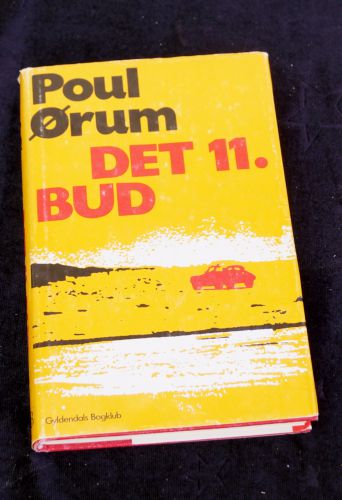 Poul
Ørum
DET 11.
BUD
Gyldendals Bogklub